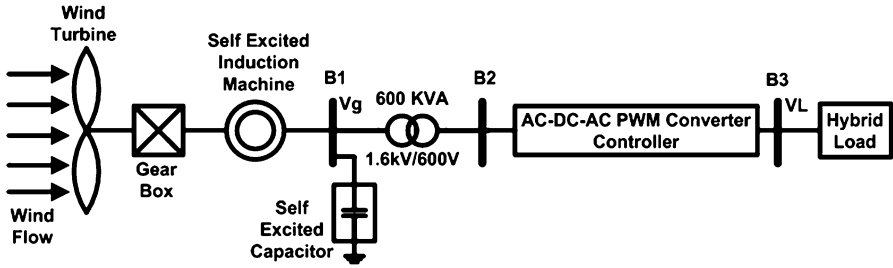 Wind
Turbine
Self Excited
Induction
Machine
B1
Vg
600 KVA
1.6kV/600V
B2
AC-DC-AC PWM Converter
Controller
B3
VL
Hybrid
Load
Gear
Box
Wind
Flow
Self
Excited
Capacitor